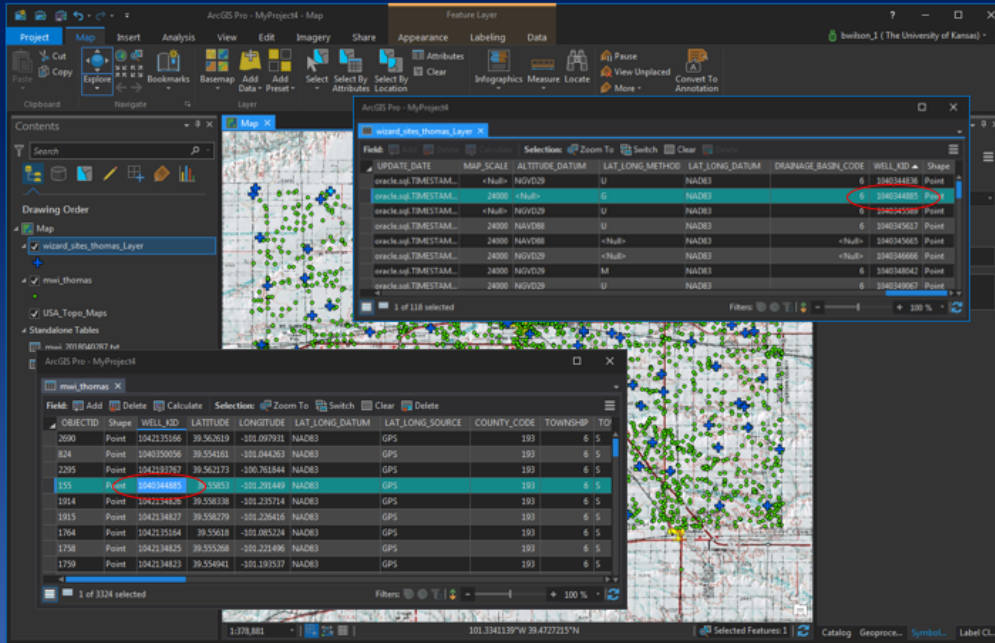 ArcGIS Pro - MyProject4 - Map
Feature Layer
?
Project Map Insert Analysis View Edit Imagery Share Appearance Labeling Data
bwilson_1 ( The University of Kansas)
Paste
Cut
Copy
Clipboard
Explore
Bookmarks
Navigate
Basemap
Add Data
Add Preset
Layer
Select
Select By Attributes
Select By Location
Attributes
Clear
Infographics
Measure
Locate
Pause
View Unplaced
More
Convert To Annotation
Contents
Search
Drawing Order
Map
wizard_sites_thomas_Layer
mwi_thomas
USA_Topo_Maps
Standalone Tables
mwi_2018040287.txt
Map
ArcGIS Pro - MyProject4
wizard_sites_thomas_Layer
Field: Add Delete Calculate Selection: Zoom To Switch Clear Delete
UPDATE_DATE MAP_SCALE ALTITUDE_DATUM LAT_LONG_METHOD LAT_LONG_DATUM DRAINAGE_BASIN_CODE WELL_KID Shape
oracle.sql.TIMESTAM... <Null> NGVD29 U NAD83 6 1040344836 Point
oracle.sql.TIMESTAM... 24000 <Null> G NAD83 6 1040344885 Point
oracle.sql.TIMESTAM... <Null> NGVD29 U NAD83 6 1040345589 Point
oracle.sql.TIMESTAM... 24000 NAVD88 U NAD83 6 1040345617 Point
oracle.sql.TIMESTAM... 24000 NAVD88 <Null> NAD83 <Null> 1040345665 Point
oracle.sql.TIMESTAM... 24000 NGVD29 <Null> NAD83 <Null> 1040346666 Point
oracle.sql.TIMESTAM... 24000 NGVD29 M NAD83 6 1040348042 Point
oracle.sql.TIMESTAM... 24000 NGVD29 U NAD83 6 1040349067 Point
1 of 118 selected
Filters: 100 %
ArcGIS Pro - MyProject4
mwi_thomas
Field: Add Delete Calculate Selection: Zoom To Switch Clear Delete
OBJECTID Shape WELL_KID LATITUDE LONGITUDE LAT_LONG_DATUM LAT_LONG_SOURCE COUNTY_CODE TOWNSHIP TO
2690 Point 1042135166 39.562619 -101.097931 NAD83 GPS 193 6 S
824 Point 1040350056 39.554161 -101.044263 NAD83 GPS 193 6 S
2295 Point 1042193767 39.562173 -100.761844 NAD83 GPS 193 6 S
155 Point 1040344885 39.55853 -101.291449 NAD83 GPS 193 6 S
1914 Point 1042134826 39.558338 -101.235714 NAD83 GPS 193 6 S
1915 Point 1042134827 39.558279 -101.226416 NAD83 GPS 193 6 S
1764 Point 1042135164 39.55618 -101.085224 NAD83 GPS 193 6 S
1758 Point 1042134825 39.555268 -101.221496 NAD83 GPS 193 6 S
1759 Point 1042134823 39.554941 -101.193537 NAD83 GPS 193 6 S
1 of 3324 selected
Filters: 100 %
1:378,881
101.3341139°W 39.4727215°N
Selected Features: 1
Catalog Geoproce... Symbol... Label Cl...